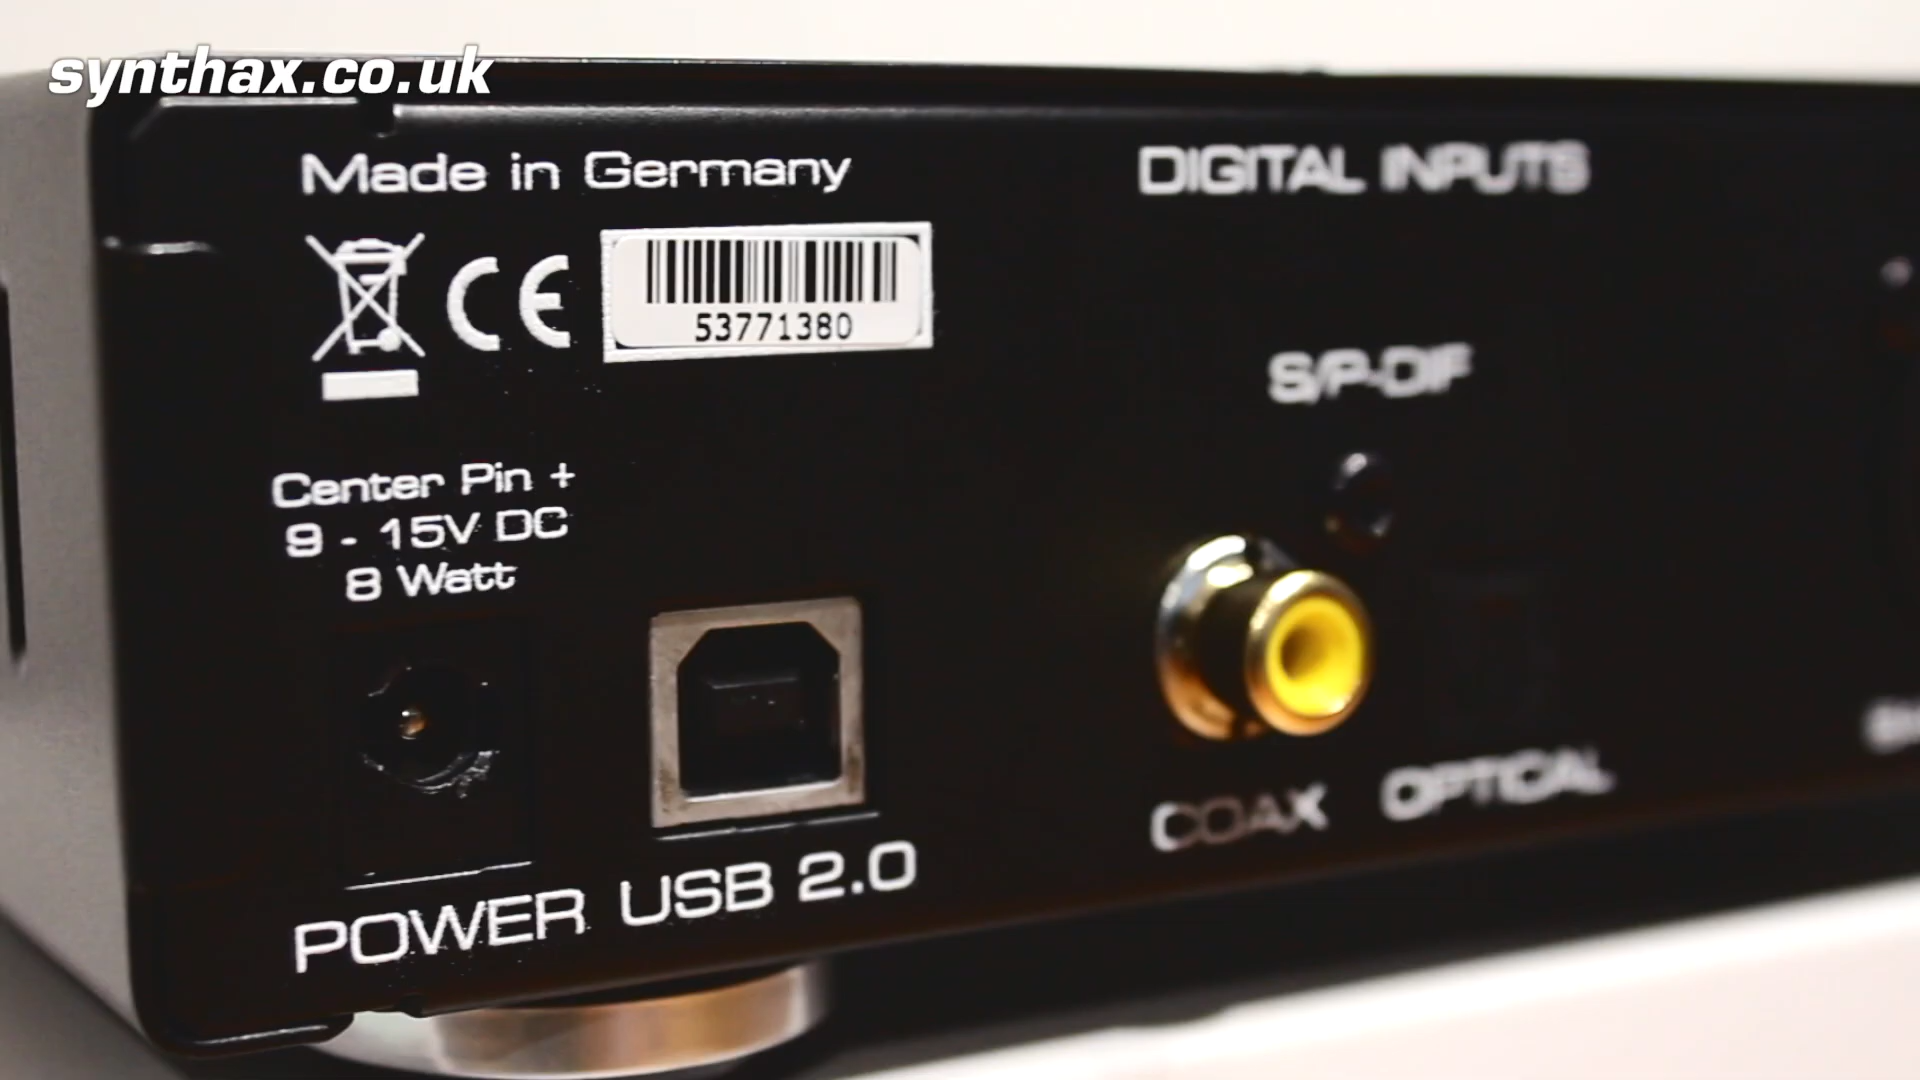 synthax.co.uk
Made in Germany
CE
53771380
Center Pin +
9 - 15V DC
8 Watt
POWER
USB 2.0
DIGITAL INPUTS
S/P-DIF
COAX
OPTICAL